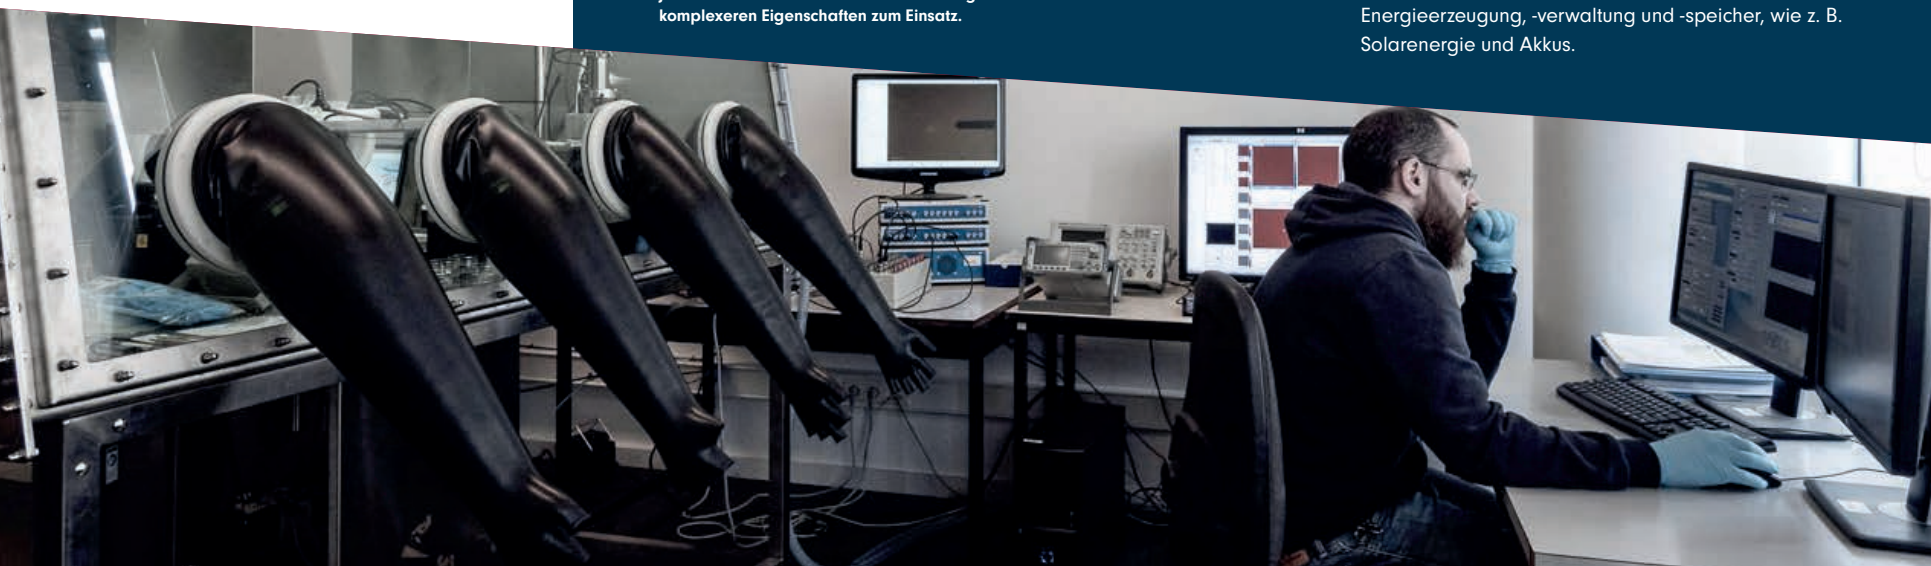 komplexeren Eigenschaften zum Einsatz.
Energieerzeugung, -verwaltung und -speicher, wie z. B.
Solarenergie und Akkus.